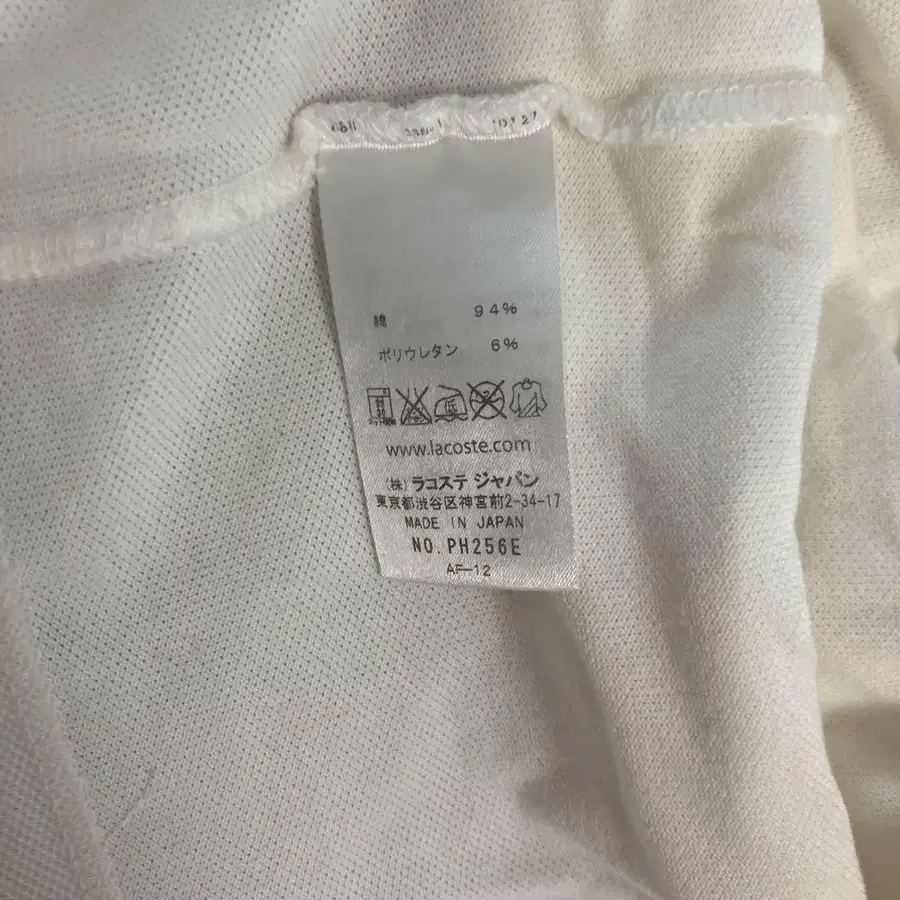 綿 94%
ポリウレタン 6%
低
www.lacoste.com
(株)ラコステ ジャパン
東京都渋谷区神宮前2-34-17
MADE IN JAPAN
NO. PH256E
AF-12